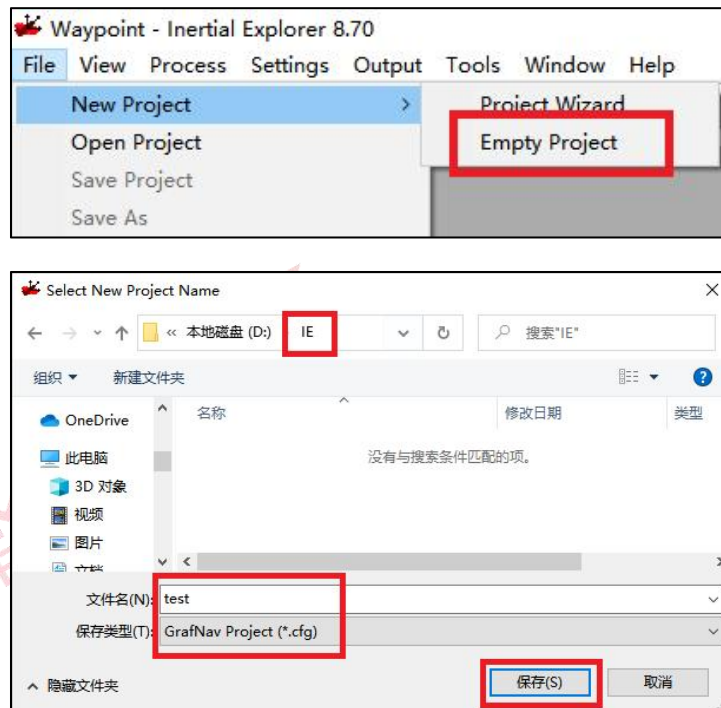 Waypoint - Inertial Explorer 8.70
File View Process Settings Output Tools Window Help
New Project > Project Wizard
Open Project Empty Project
Save Project
Save As
Select New Project Name
« 本地磁盘 (D:) IE 搜索"IE"
组织 新建文件夹
名称 修改日期 类型
OneDrive
没有与搜索条件匹配的项。
此电脑
3D 对象
视频
图片
文档
文件名(N): test
保存类型(T): GrafNav Project (*.cfg)
隐藏文件夹 保存(S) 取消